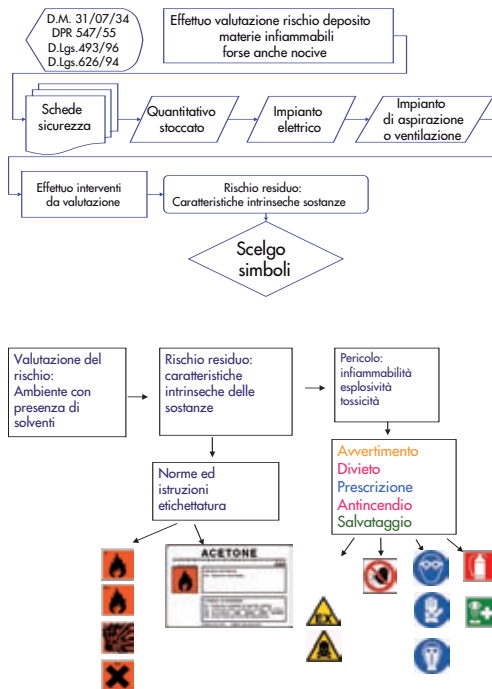 D.M. 31/07/34
DPR 547/55
D.Lgs.493/96
D.Lgs.626/94
Effettuo valutazione rischio deposito
materie infiammabili
forse anche nocive
Schede
sicurezza
Quantitativo
stoccato
Impianto
elettrico
Impianto
di aspirazione
o ventilazione
Effettuo interventi
da valutazione
Rischio residuo:
Caratteristiche intrinseche sostanze
Scelgo
simboli
Valutazione del
rischio:
Ambiente con
presenza di
solventi
Rischio residuo:
caratteristiche
intrinseche delle
sostanze
Pericolo:
infiammabilità
esplosività
tossicità
Norme ed
istruzioni
etichettatura
Avvertimento
Divieto
Prescrizione
Antincendio
Salvataggio
ACETONE
EX